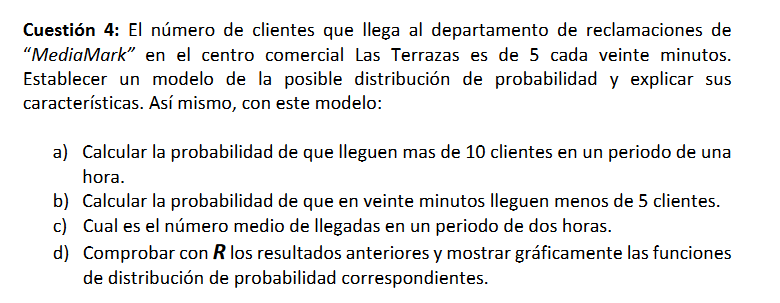 Cuestión 4: El número de clientes que llega al departamento de reclamaciones de
“MediaMark” en el centro comercial Las Terrazas es de 5 cada veinte minutos.
Establecer un modelo de la posible distribución de probabilidad y explicar sus
características. Así mismo, con este modelo:
a) Calcular la probabilidad de que lleguen mas de 10 clientes en un periodo de una
hora.
b) Calcular la probabilidad de que en veinte minutos lleguen menos de 5 clientes.
c) Cual es el número medio de llegadas en un periodo de dos horas.
d) Comprobar con R los resultados anteriores y mostrar gráficamente las funciones
de distribución de probabilidad correspondientes.